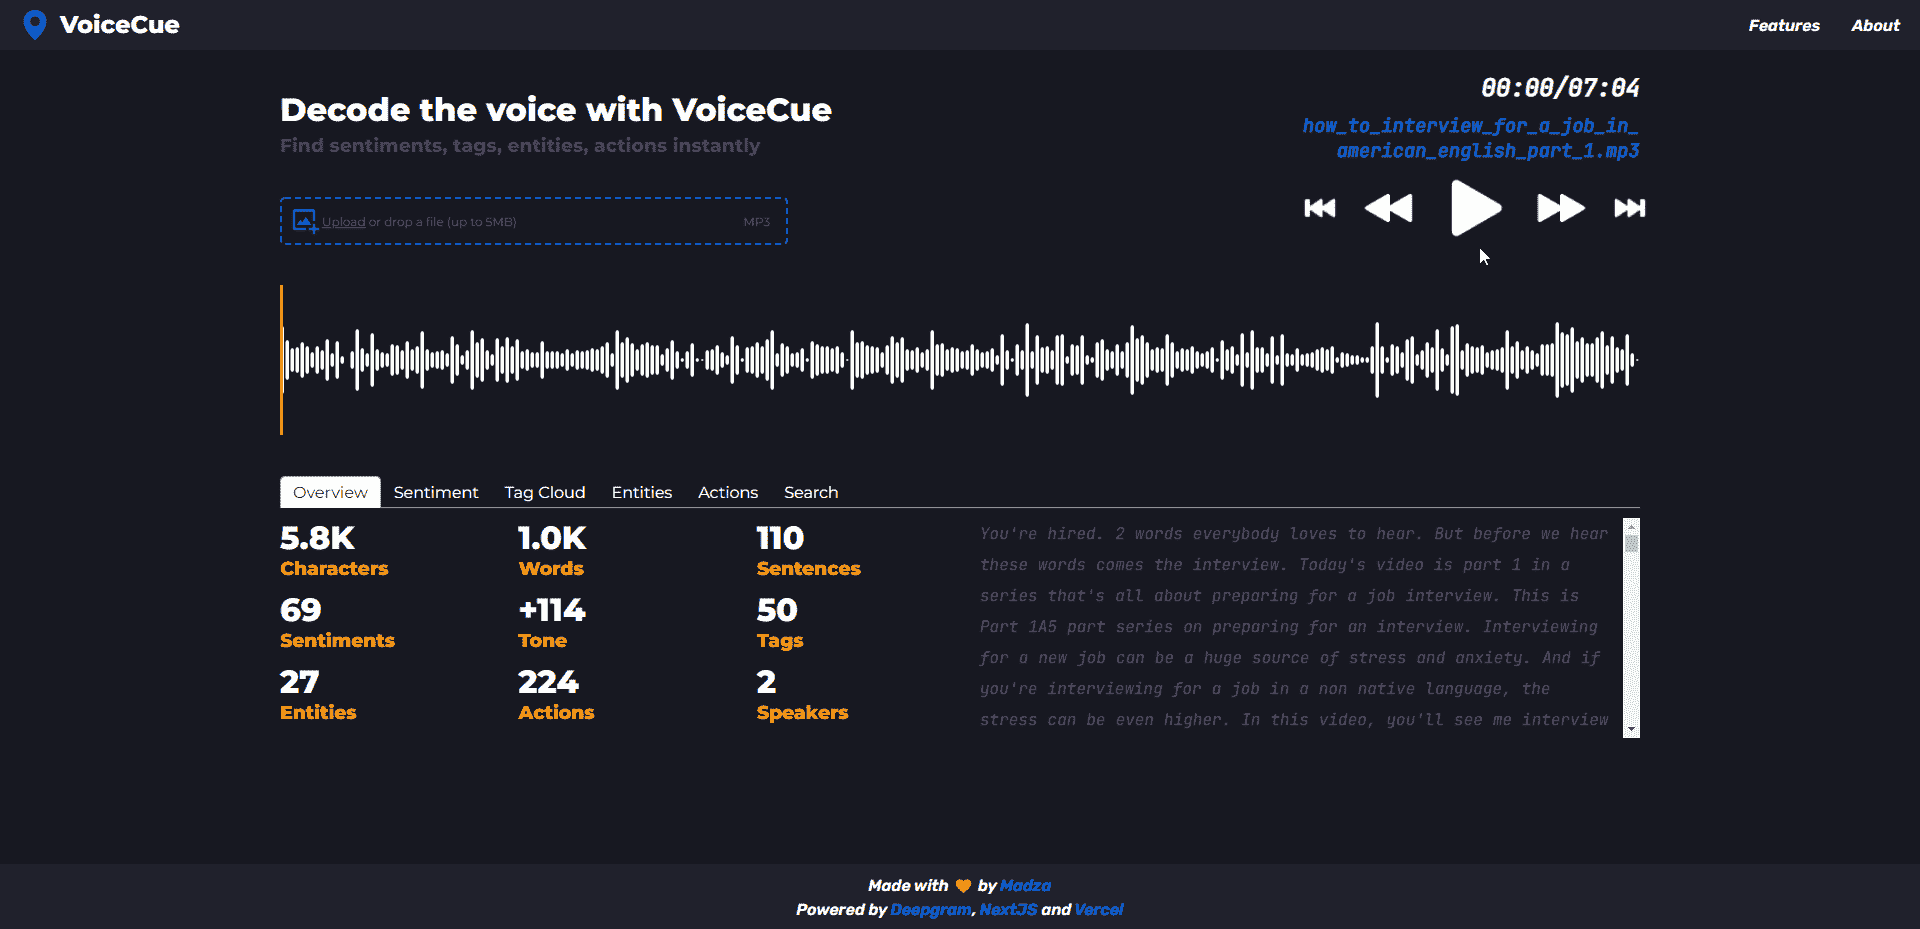 VoiceCue
Features About
Decode the voice with VoiceCue
Find sentiments, tags, entities, actions instantly
Upload or drop a file (up to 5MB) MP3
00:00/07:04
how_to_interview_for_a_job_in_
american_english_part_1.mp3
Overview Sentiment Tag Cloud Entities Actions Search
5.8K 1.0K 110
Characters Words Sentences
69 +114 50
Sentiments Tone Tags
27 224 2
Entities Actions Speakers
You're hired. 2 words everybody loves to hear. But before we hear
these words comes the interview. Today's video is part 1 in a
series that's all about preparing for a job interview. This is
Part 1A5 part series on preparing for an interview. Interviewing
for a new job can be a huge source of stress and anxiety. And if
you're interviewing for a job in a non native language, the
stress can be even higher. In this video, you'll see me interview
Made with 🧡 by Madza
Powered by Deepgram, NextJS and Vercel